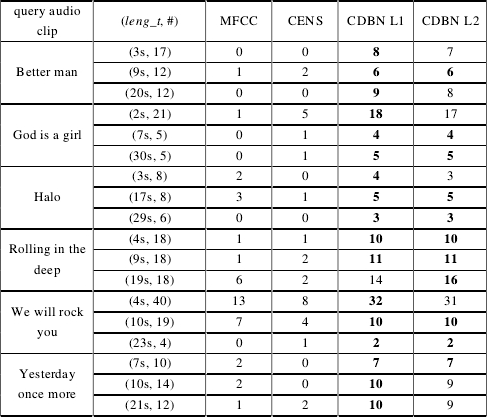 query audio clip (leng_t, #) MFCC CENS CDBN L1 CDBN L2
Better man (3s, 17) 0 0 8 7
(9s, 12) 1 2 6 6
(20s, 12) 0 0 9 8
God is a girl (2s, 21) 1 5 18 17
(7s, 5) 0 1 4 4
(30s, 5) 0 1 5 5
Halo (3s, 8) 2 0 4 3
(17s, 8) 3 1 5 5
(29s, 6) 0 0 3 3
Rolling in the deep (4s, 18) 1 1 10 10
(9s, 18) 1 2 11 11
(19s, 18) 6 2 14 16
We will rock you (4s, 40) 13 8 32 31
(10s, 19) 7 4 10 10
(23s, 4) 0 1 2 2
Yesterday once more (7s, 10) 2 0 7 7
(10s, 14) 2 0 10 9
(21s, 12) 1 2 10 9